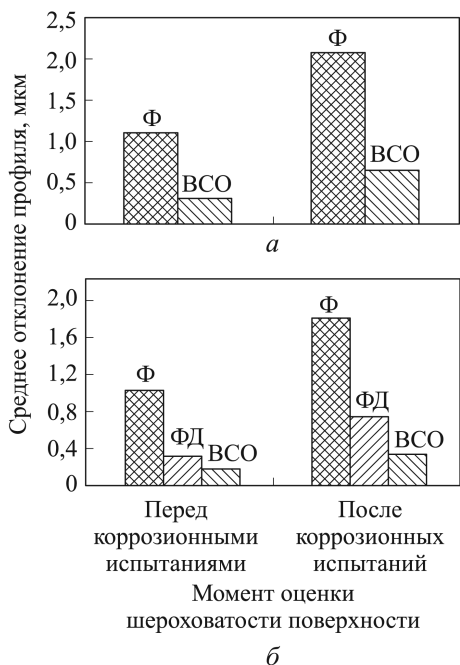 Среднее отклонение профиля, мкм
2,5
2,0
1,5
1,0
0,5
0
Ф
ВСО
Ф
ВСО
а
2,0
1,6
1,2
0,8
0,4
0
Ф
ФД
ВСО
Ф
ФД
ВСО
Перед
коррозионными
испытаниями
После
коррозионных
испытаний
Момент оценки
шероховатости поверхности
б